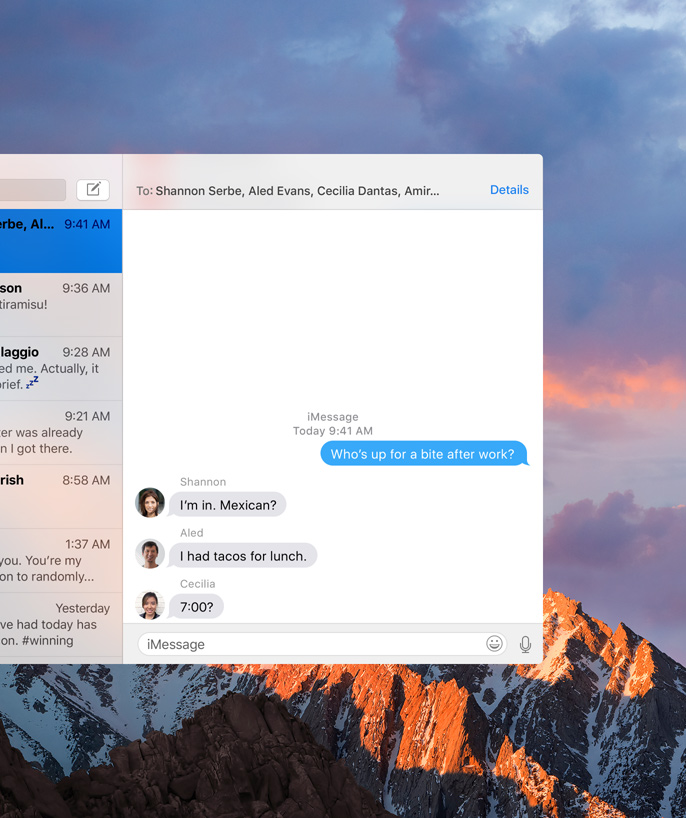 To: Shannon Serbe, Aled Evans, Cecilia Dantas, Amir...
Details
erbe, Al... 9:41 AM
son 9:36 AM
tiramisu!
laggio 9:28 AM
ed me. Actually, it
rief. zzz
9:21 AM
ter was already
n I got there.
rish 8:58 AM
1:37 AM
you. You're my
on to randomly...
Yesterday
ve had today has
on. #winning
iMessage
Today 9:41 AM
Who's up for a bite after work?
Shannon
I'm in. Mexican?
Aled
I had tacos for lunch.
Cecilia
7:00?
iMessage